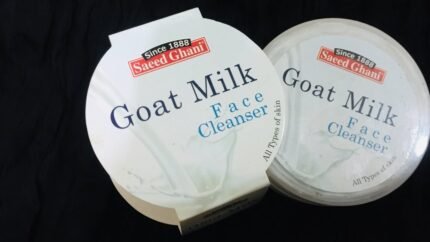 Since 1888
Saeed Ghani
Goat Milk
Face
Cleanser
All Types of skin
Since 1888
Saeed Ghani
Goat Milk
Face
Cleanser
All Types of skin